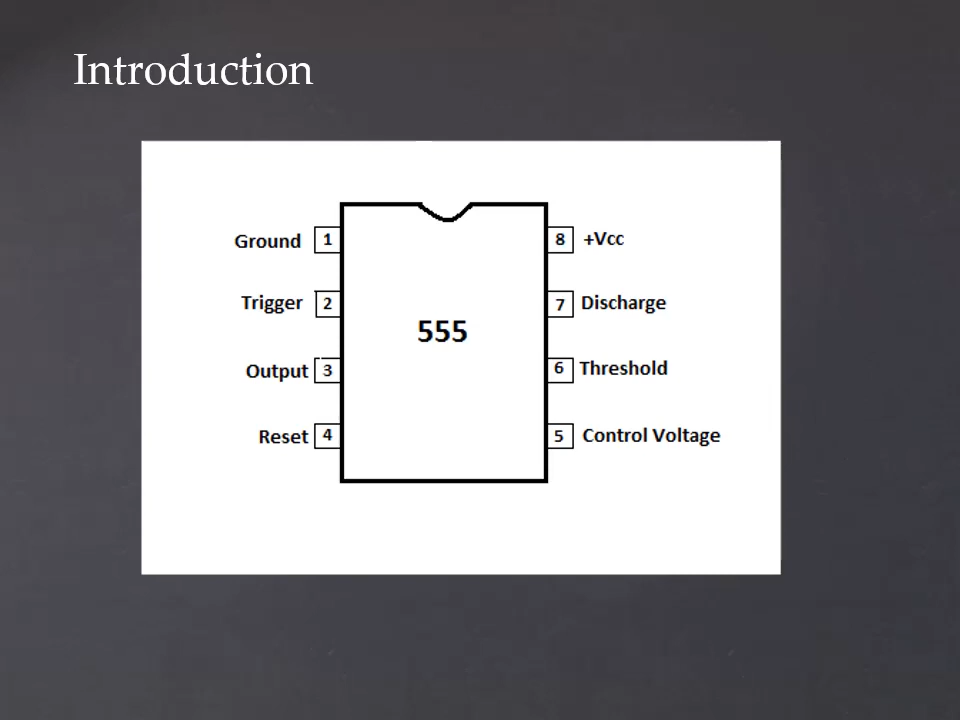 Introduction
Ground 1
8 +Vcc
Trigger 2
7 Discharge
555
Output 3
6 Threshold
Reset 4
5 Control Voltage